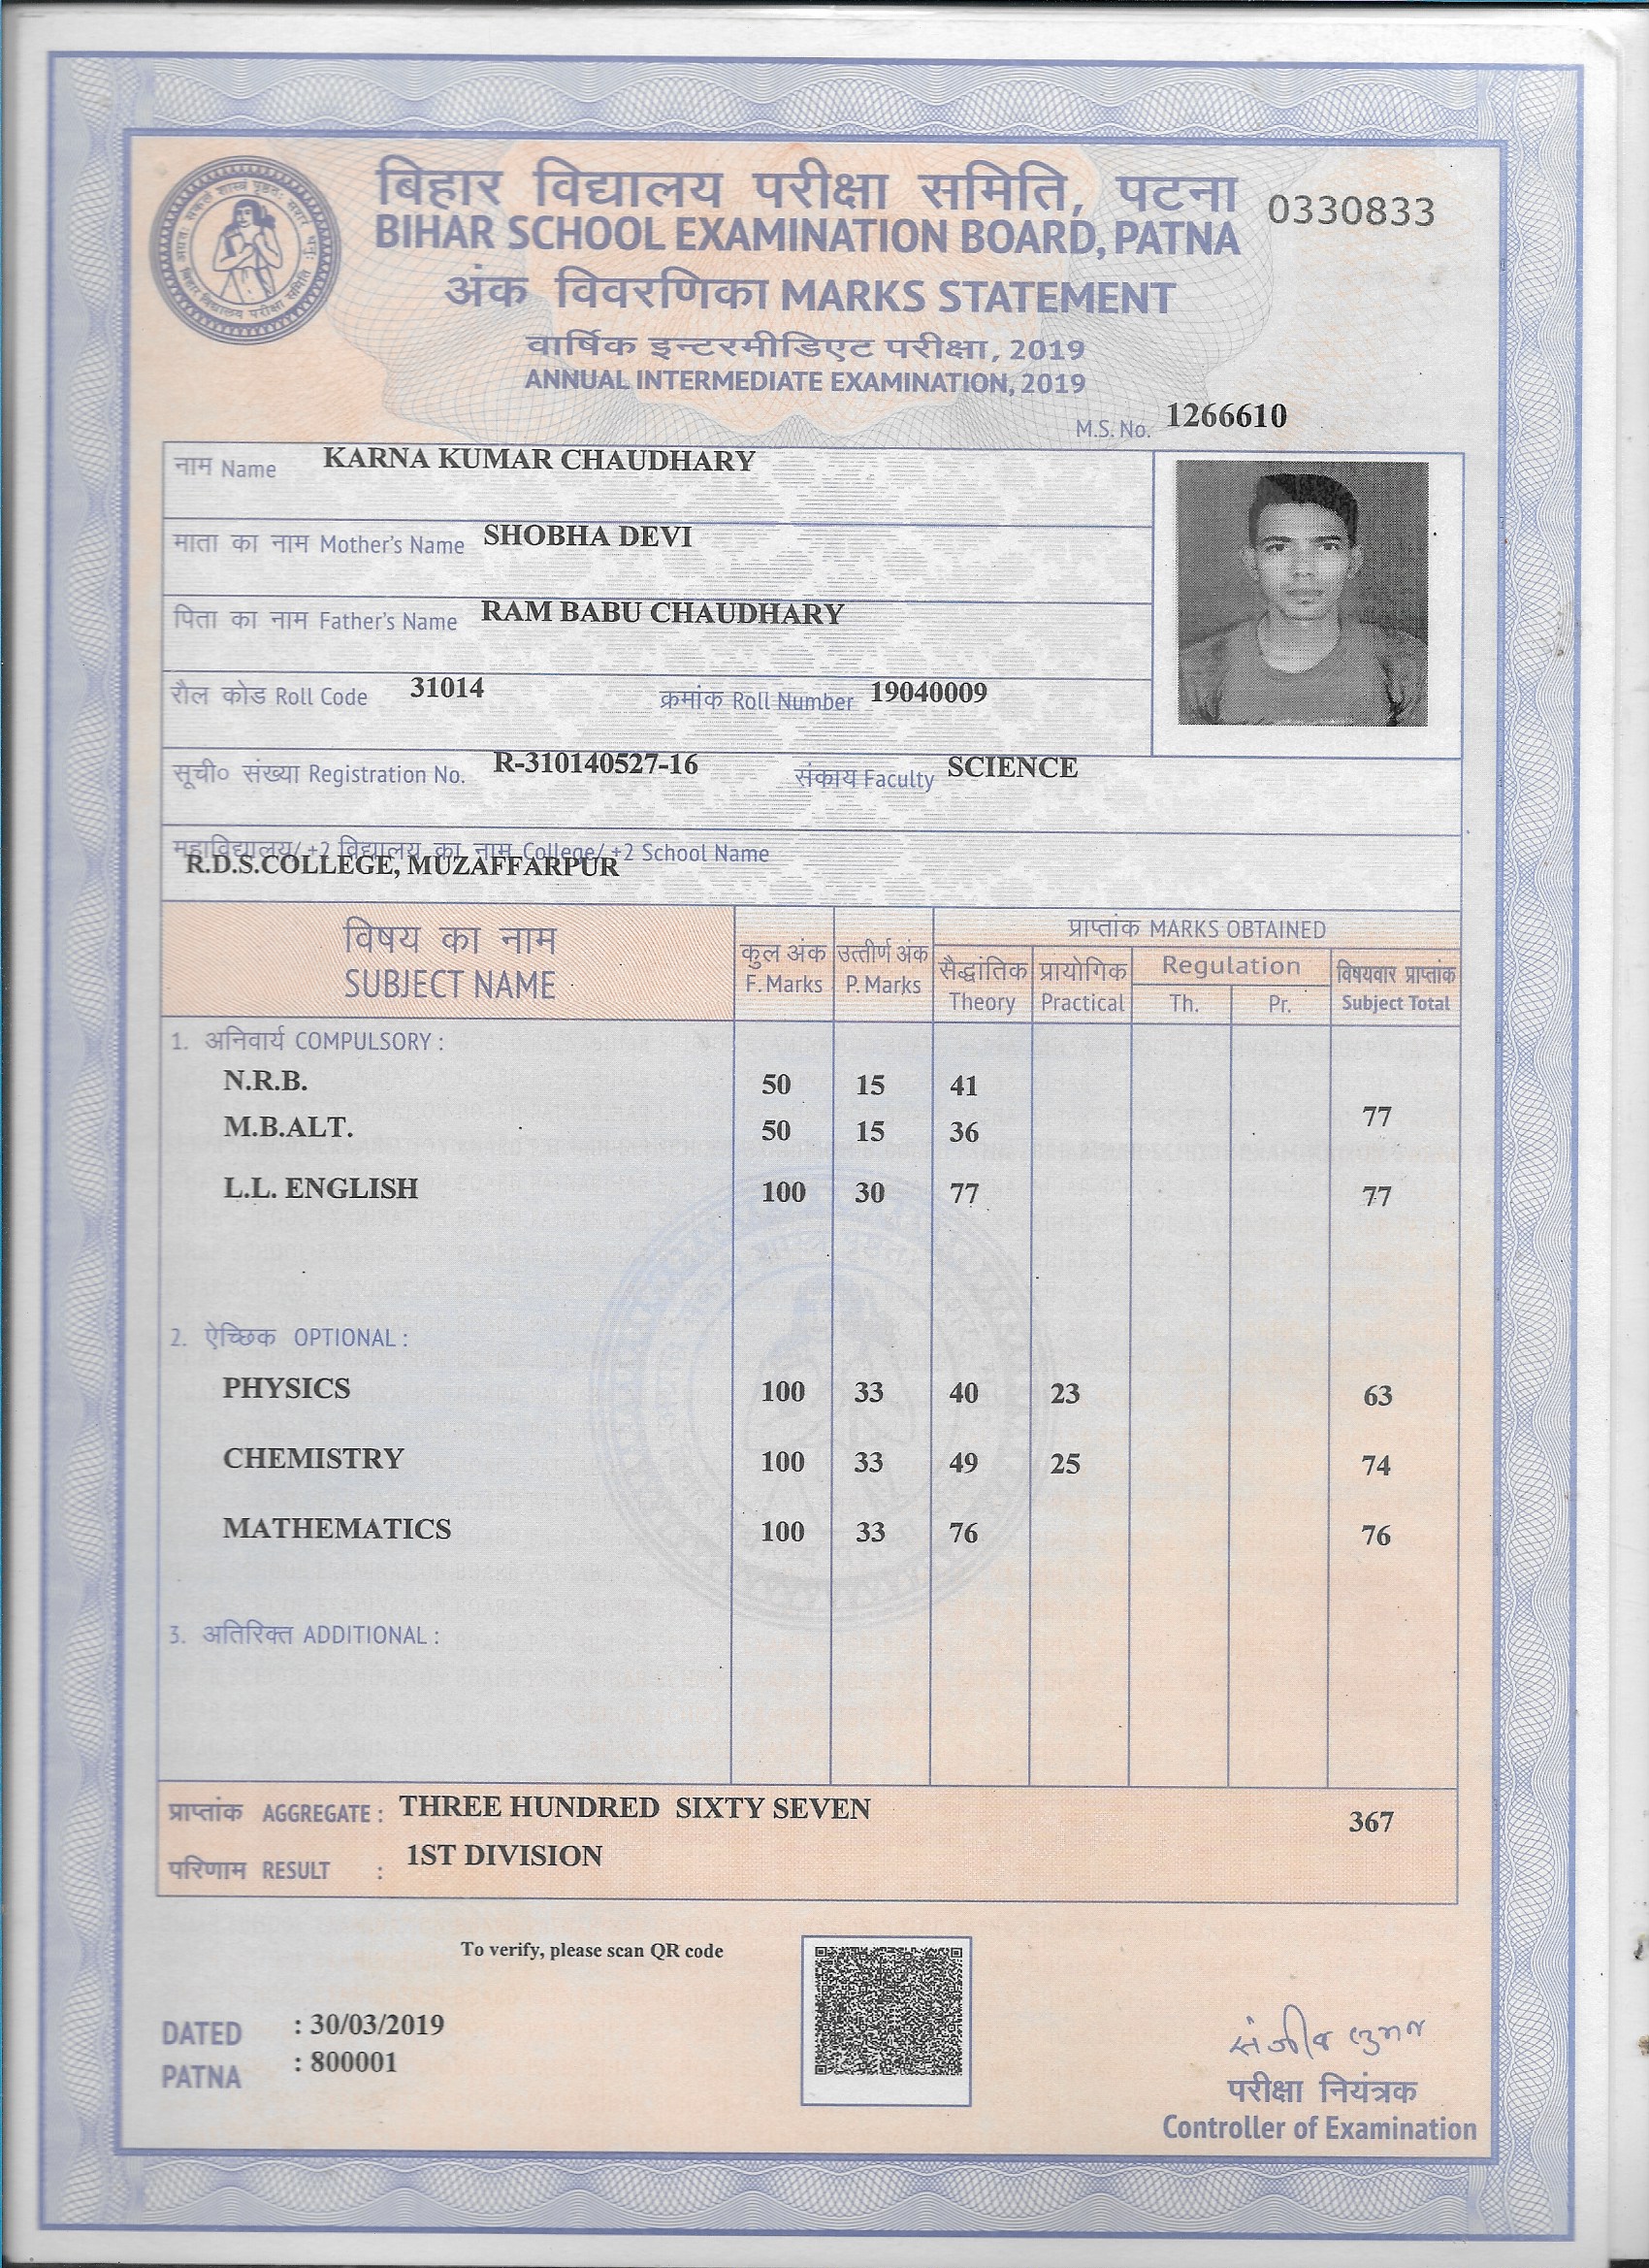 बिहार विद्यालय परीक्षा समिति, पटना
0330833
BIHAR SCHOOL EXAMINATION BOARD, PATNA
अंक विवरणिका MARKS STATEMENT
वार्षिक इन्टरमीडिएट परीक्षा, 2019
ANNUAL INTERMEDIATE EXAMINATION, 2019
M.S. No. 1266610
नाम Name KARNA KUMAR CHAUDHARY
माता का नाम Mother's Name SHOBHA DEVI
पिता का नाम Father's Name RAM BABU CHAUDHARY
रौल कोड Roll Code 31014 क्रमांक Roll Number 19040009
सूची० संख्या Registration No. R-310140527-16 संकाय Faculty SCIENCE
महाविद्यालय/ +2 विद्यालय का नाम College/ +2 School Name
R.D.S.COLLEGE, MUZAFFARPUR
विषय का नाम SUBJECT NAME कुल अंक F. Marks उत्तीर्ण अंक P. Marks प्राप्तांक MARKS OBTAINED
सैद्धांतिक Theory प्रायोगिक Practical Regulation Th. Pr. विषयवार प्राप्तांक Subject Total
1. अनिवार्य COMPULSORY :
N.R.B. 50 15 41
77
M.B.ALT. 50 15 36
L.L. ENGLISH 100 30 77 77
2. ऐच्छिक OPTIONAL :
PHYSICS 100 33 40 23 63
CHEMISTRY 100 33 49 25 74
MATHEMATICS 100 33 76 76
3. अतिरिक्त ADDITIONAL :
प्राप्तांक AGGREGATE : THREE HUNDRED SIXTY SEVEN 367
परिणाम RESULT : 1ST DIVISION
To verify, please scan QR code
DATED : 30/03/2019
PATNA : 800001
परीक्षा नियंत्रक
Controller of Examination